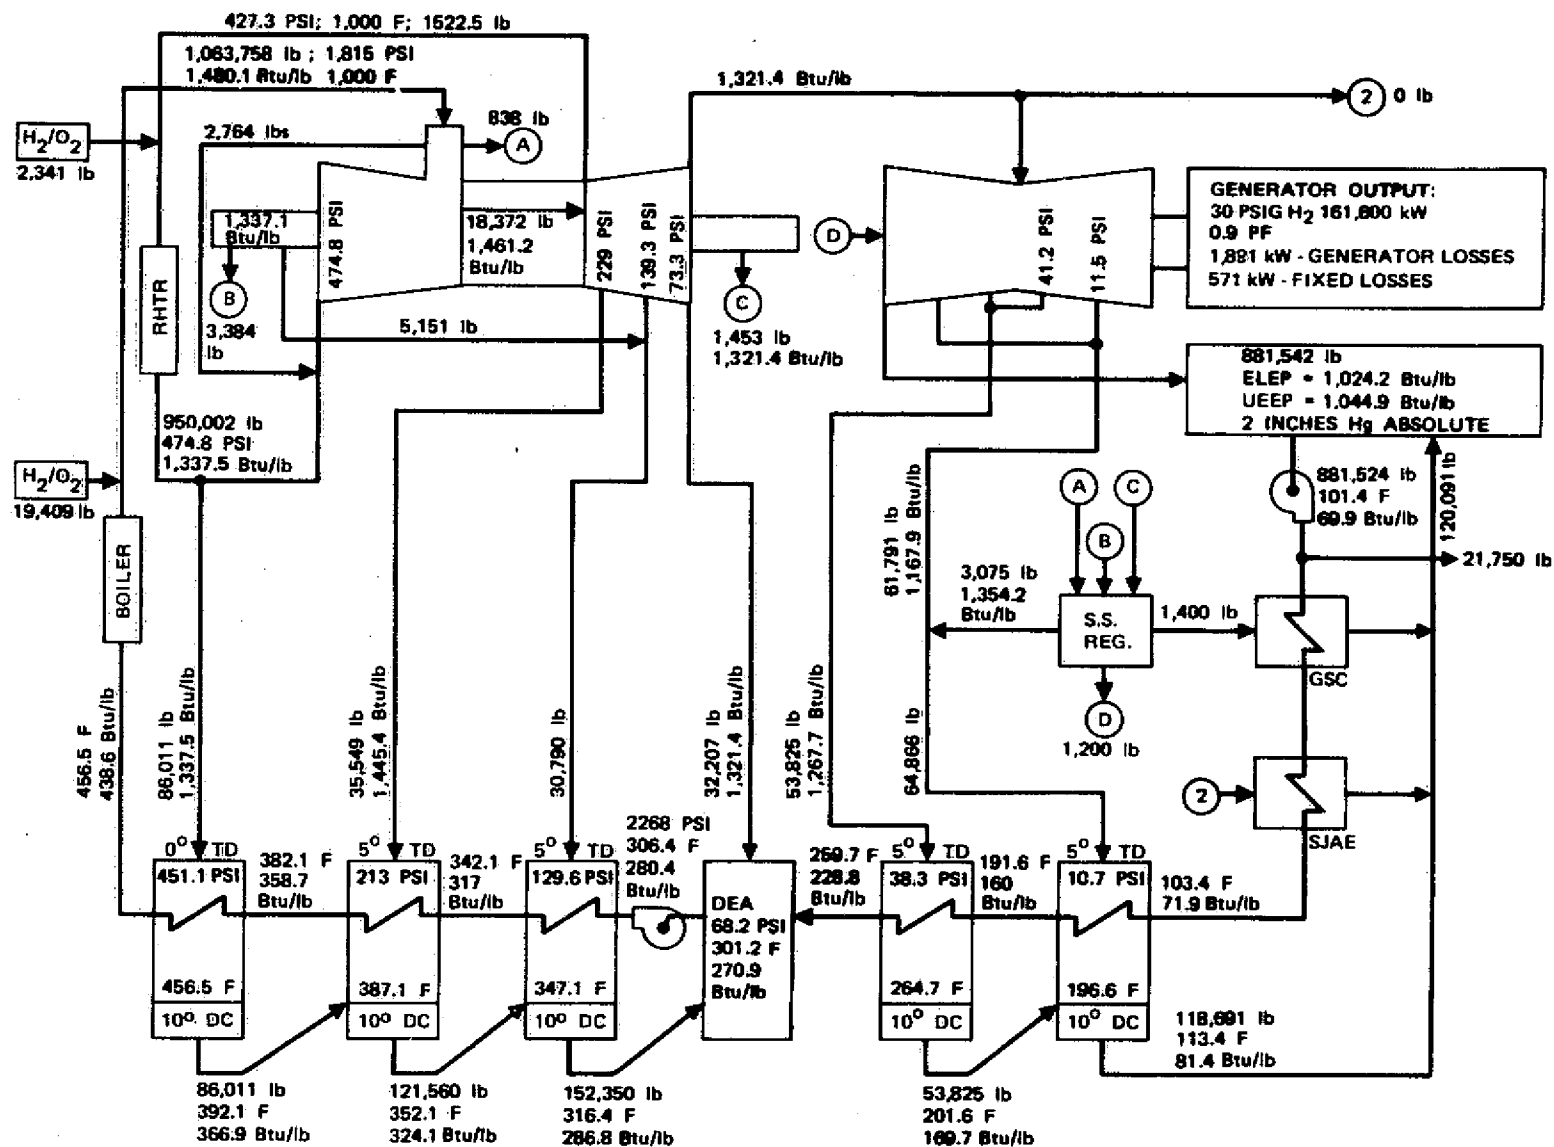 427.3 PSI; 1,000 F; 1522.5 lb
1,063,758 lb ; 1,815 PSI
1,480.1 Btu/lb 1,000 F
1,321.4 Btu/lb
2
0 lb
H2/O2
2,341 lb
2,764 lbs
838 lb
A
RHTR
1,337.1
Btu/lb
474.8 PSI
18,372 lb
1,461.2
Btu/lb
229 PSI
139.3 PSI
73.3 PSI
B
3,384
lb
5,151 lb
C
1,453 lb
1,321.4 Btu/lb
D
41.2 PSI
11.5 PSI
GENERATOR OUTPUT:
30 PSIG H2 161,600 kW
0.9 PF
1,891 kW - GENERATOR LOSSES
571 kW - FIXED LOSSES
881,542 lb
ELEP = 1,024.2 Btu/lb
UEEP = 1,044.9 Btu/lb
2 INCHES Hg ABSOLUTE
950,002 lb
474.8 PSI
1,337.5 Btu/lb
H2/O2
19,409 lb
BOILER
881,524 lb
101.4 F
69.9 Btu/lb
120,091 lb
21,750 lb
A
C
B
61,791 lb
1,167.9 Btu/lb
3,075 lb
1,354.2
Btu/lb
S.S.
REG.
1,400 lb
GSC
D
1,200 lb
2
SJAE
456.5 F
438.6 Btu/lb
86,011 lb
1,337.5 Btu/lb
35,549 lb
1,445.4 Btu/lb
30,790 lb
32,207 lb
1,321.4 Btu/lb
53,825 lb
1,267.7 Btu/lb
64,866 lb
0° TD
451.1 PSI
456.5 F
10° DC
382.1 F
358.7
Btu/lb
5° TD
213 PSI
387.1 F
10° DC
342.1 F
317
Btu/lb
5° TD
129.6 PSI
347.1 F
10° DC
2268 PSI
306.4 F
280.4
Btu/lb
DEA
68.2 PSI
301.2 F
270.9
Btu/lb
259.7 F
228.8
Btu/lb
5° TD
38.3 PSI
264.7 F
10° DC
191.6 F
160
Btu/lb
5° TD
10.7 PSI
196.6 F
10° DC
103.4 F
71.9 Btu/lb
86,011 lb
392.1 F
366.9 Btu/lb
121,560 lb
352.1 F
324.1 Btu/lb
152,350 lb
316.4 F
286.8 Btu/lb
53,825 lb
201.6 F
169.7 Btu/lb
118,691 lb
113.4 F
81.4 Btu/lb